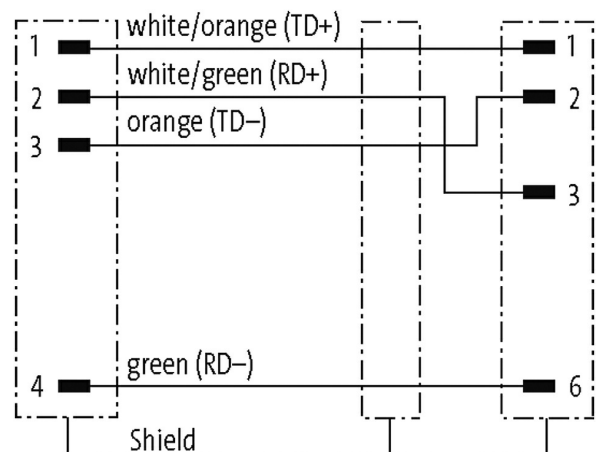 1 white/orange (TD+) 1
2 white/green (RD+) 2
3 orange (TD–)
3
4 green (RD–) 6
Shield